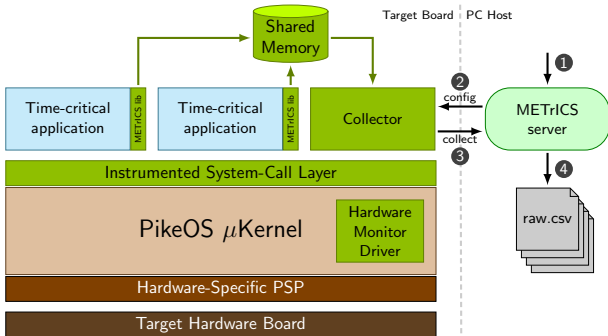 Target Board
PC Host
Shared
Memory
1
2
config
Time-critical
application
METrICS lib
Time-critical
application
METrICS lib
Collector
METrICS
server
collect
3
4
Instrumented System-Call Layer
PikeOS μKernel
Hardware
Monitor
Driver
raw.csv
Hardware-Specific PSP
Target Hardware Board